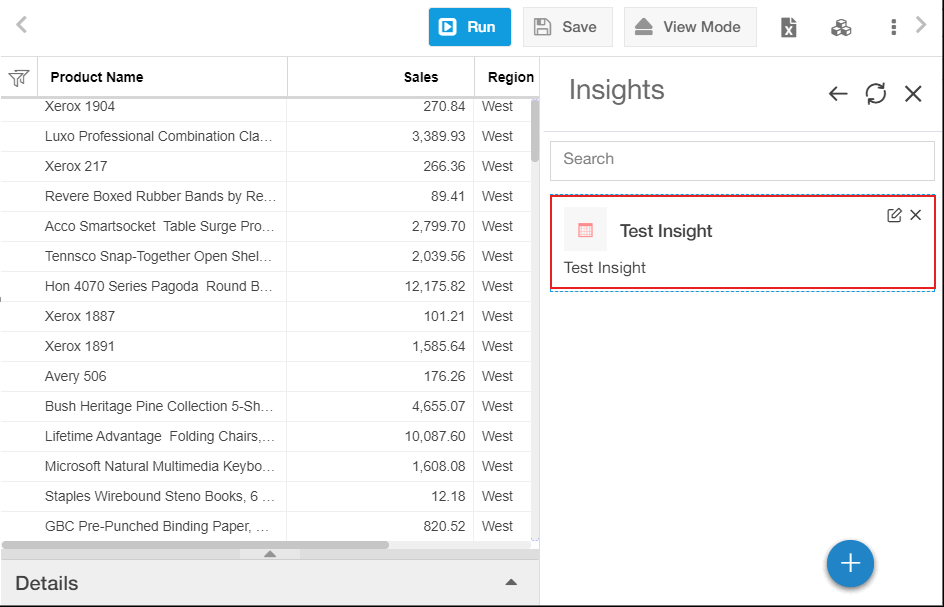 Run
Save
View Mode
Product Name Sales Region
Xerox 1904 270.84 West
Luxo Professional Combination Cla... 3,389.93 West
Xerox 217 266.36 West
Revere Boxed Rubber Bands by Re... 89.41 West
Acco Smartsocket Table Surge Pro... 2,799.70 West
Tennsco Snap-Together Open Shel... 2,039.56 West
Hon 4070 Series Pagoda Round B... 12,175.82 West
Xerox 1887 101.21 West
Xerox 1891 1,585.64 West
Avery 506 176.26 West
Bush Heritage Pine Collection 5-Sh... 4,655.07 West
Lifetime Advantage Folding Chairs,... 10,087.60 West
Microsoft Natural Multimedia Keybo... 1,608.08 West
Staples Wirebound Steno Books, 6 ... 12.18 West
GBC Pre-Punched Binding Paper, ... 820.52 West
Details
Insights
Search
Test Insight
Test Insight